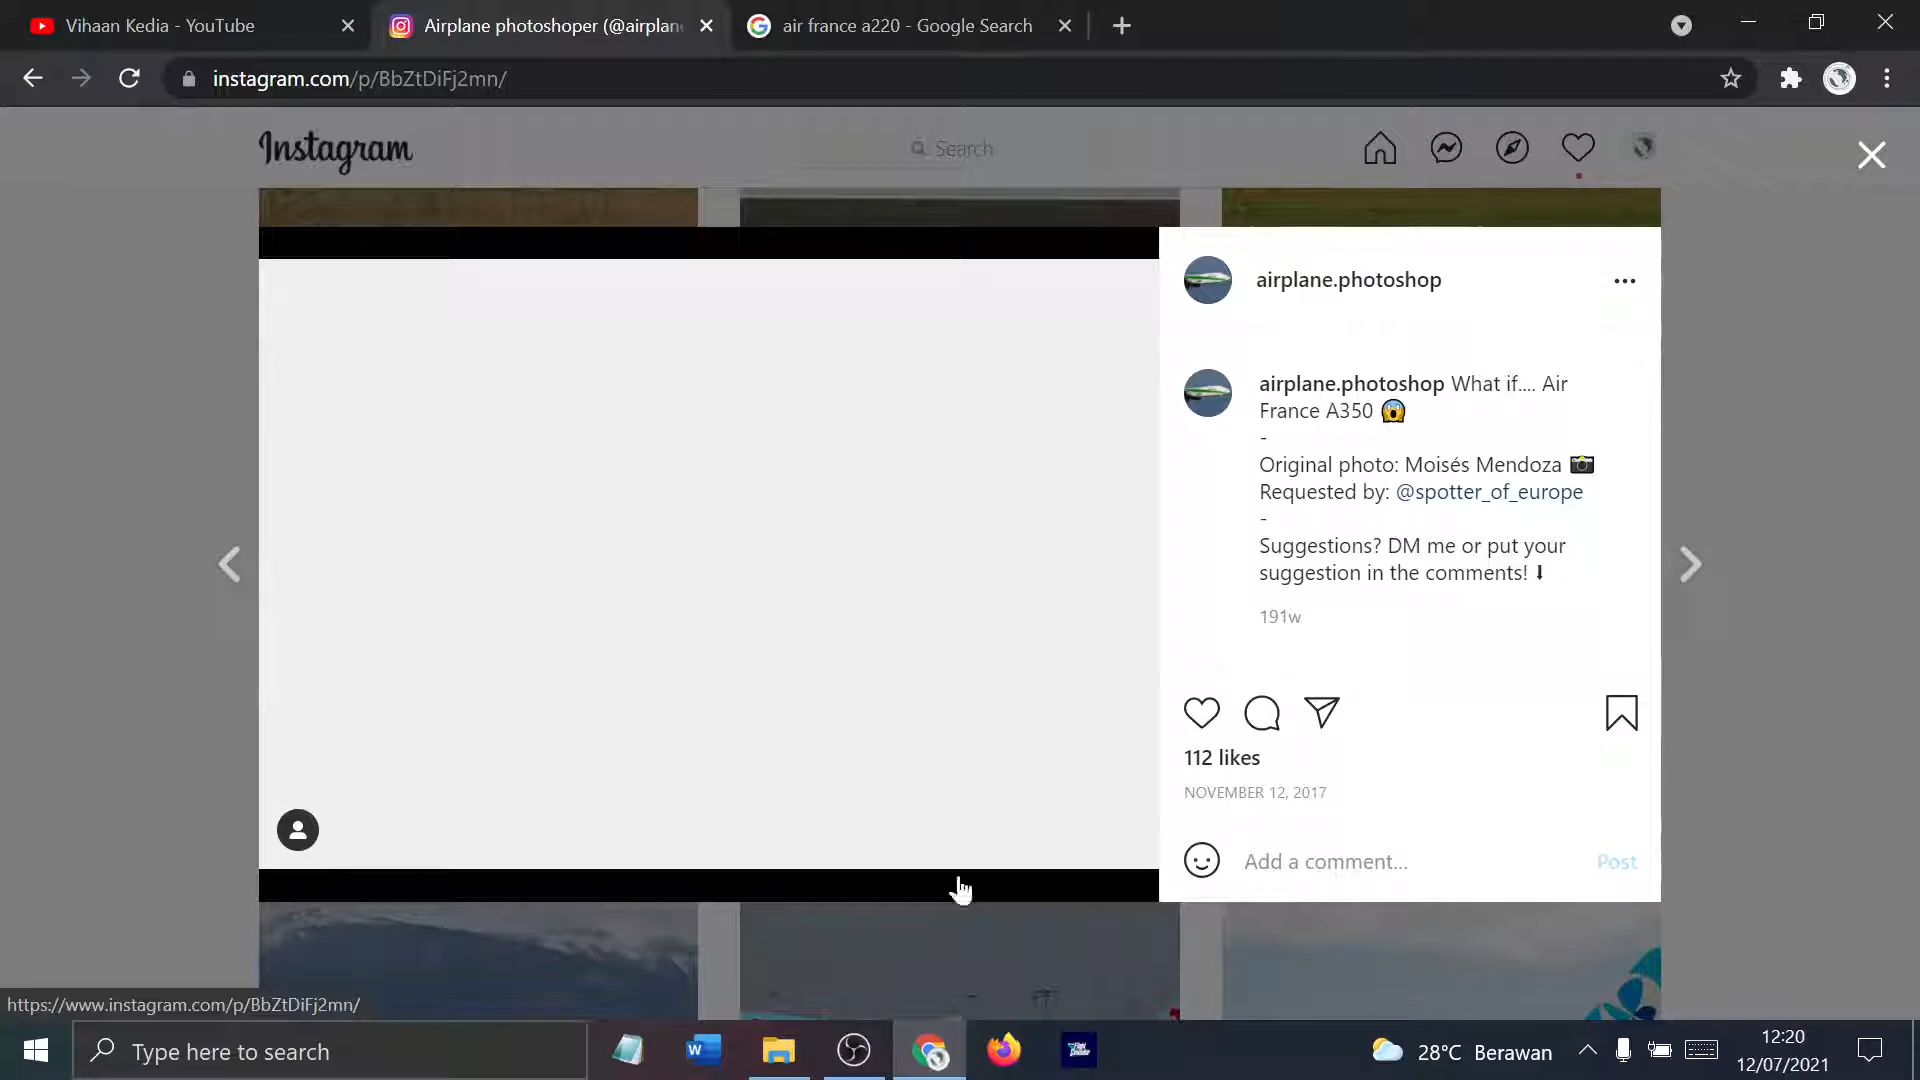 Vihaan Kedia - YouTube
Airplane photoshoper (@airplane
air france a220 - Google Search
instagram.com/p/BbZtDiFj2mn/
Instagram
Search
airplane.photoshop
airplane.photoshop What if.... Air
France A350 😱
-
Original photo: Moisés Mendoza 📷
Requested by: @spotter_of_europe
-
Suggestions? DM me or put your
suggestion in the comments! ⬇
191w
112 likes
NOVEMBER 12, 2017
Add a comment...
Post
https://www.instagram.com/p/BbZtDiFj2mn/
Type here to search
28°C Berawan
12:20
12/07/2021